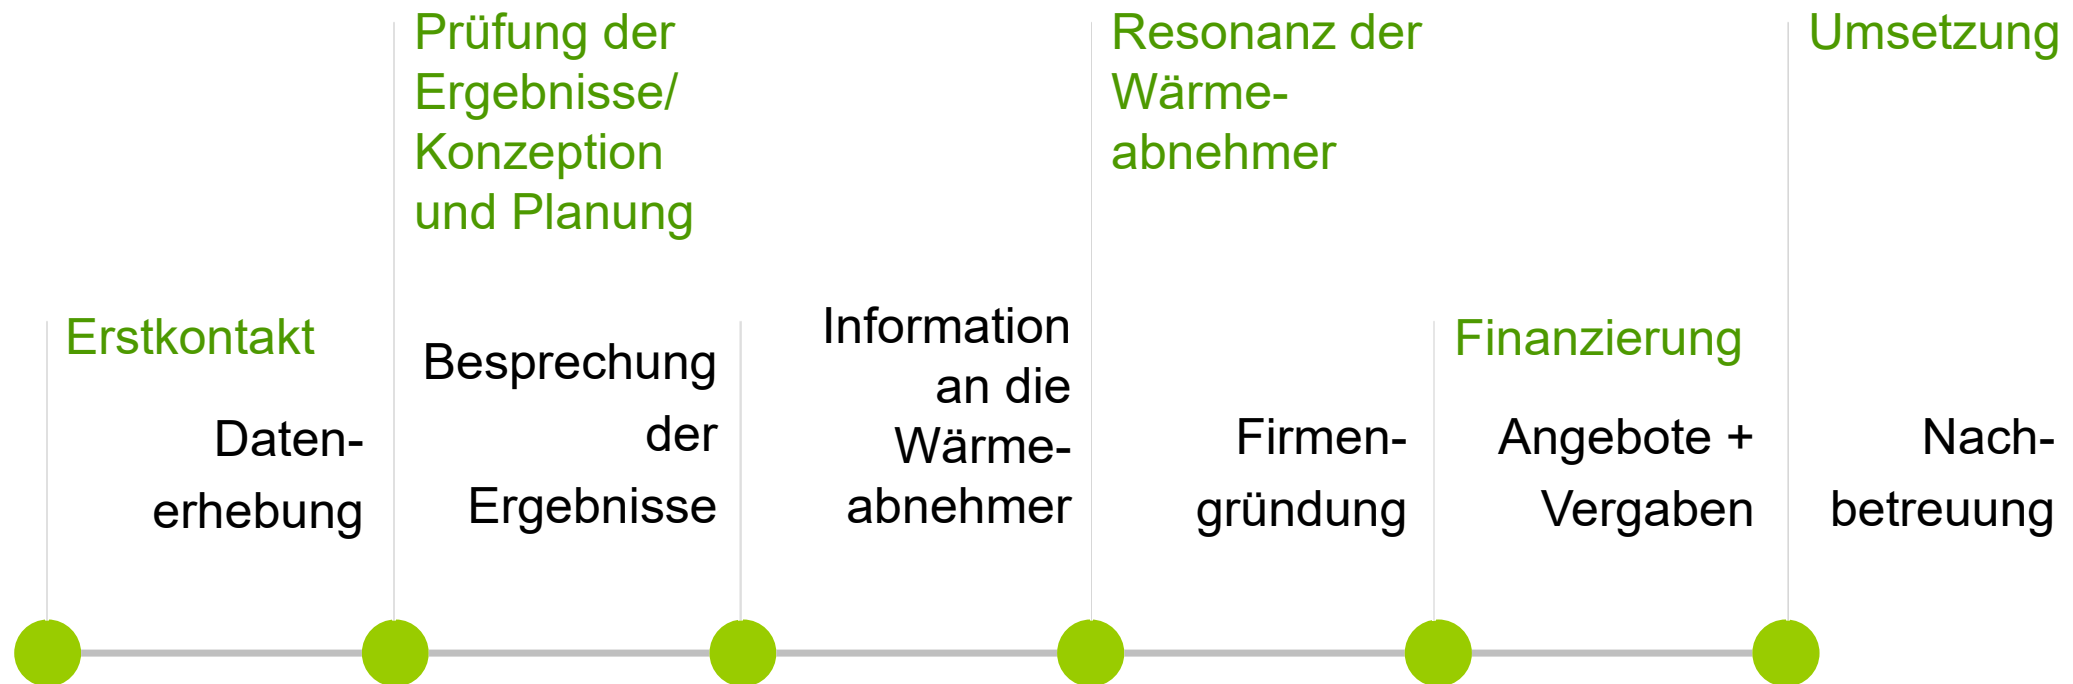 Erstkontakt
Daten-
erhebung
Prüfung der
Ergebnisse/
Konzeption
und Planung
Besprechung
der
Ergebnisse
Information
an die
Wärme-
abnehmer
Resonanz der
Wärme-
abnehmer
Firmen-
gründung
Finanzierung
Angebote +
Vergaben
Umsetzung
Nach-
betreuung